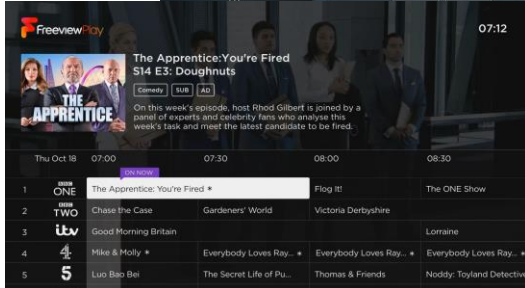 FreeviewPlay
07:12
The Apprentice:You're Fired
S14 E3: Doughnuts
Comedy SUB AD
THE
APPRENTICE
On this week's episode, host Rhod Gilbert is joined by a
panel of experts and celebrity fans who analyse this
week's task and meet the latest candidate to be fired.
Thu Oct 18 07:00 07:30 08:00 08:30
ON NOW
1 BBC ONE The Apprentice: You're Fired * Flog It! The ONE Show
2 BBC TWO Chase the Case Gardeners' World Victoria Derbyshire
3 itv Good Morning Britain Lorraine
4 4 Mike & Molly * Everybody Loves Ray... * Everybody Loves Ray... * Everybody Loves Ray... *
5 5 Luo Bao Bei The Secret Life of Pu... Thomas & Friends Noddy: Toyland Detective